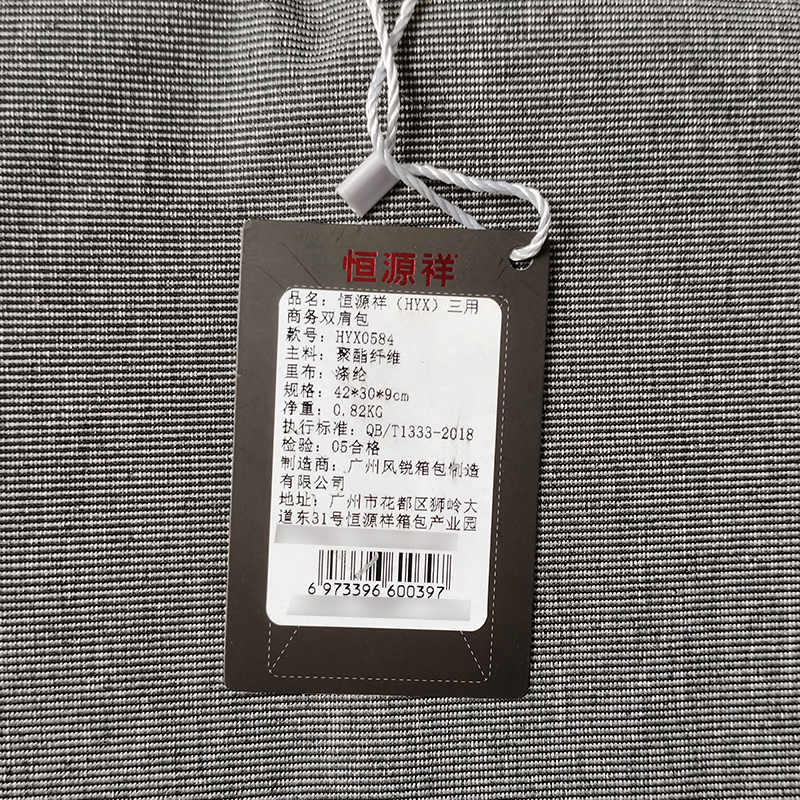 恒源祥
品名：恒源祥（HYX）三用
商务双肩包
款号：HYX0584
主料：聚酯纤维
里布：涤纶
规格：42*30*9cm
净重：0.82KG
执行标准：QB/T1333-2018
检验：05合格
制造商：广州风锐箱包制造
有限公司
地址：广州市花都区狮岭大
道东31号恒源祥箱包产业园
6 973396 600397